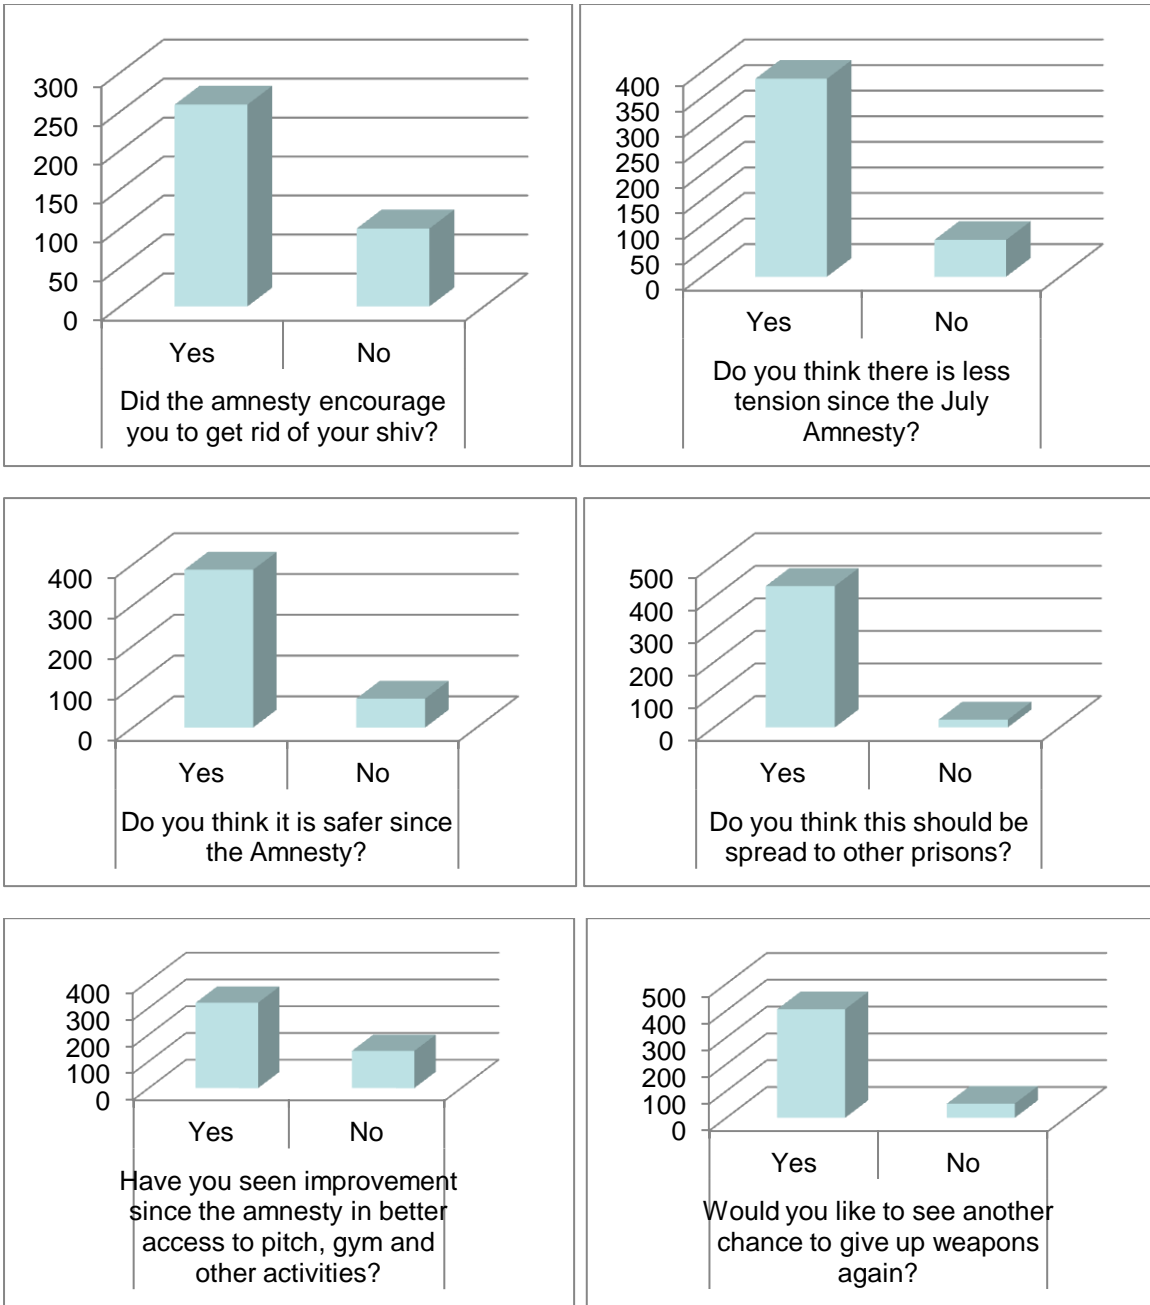 300
250
200
150
100
50
0
Yes No
Did the amnesty encourage
you to get rid of your shiv?
400
350
300
250
200
150
100
50
0
Yes No
Do you think there is less
tension since the July
Amnesty?
400
300
200
100
0
Yes No
Do you think it is safer since
the Amnesty?
500
400
300
200
100
0
Yes No
Do you think this should be
spread to other prisons?
400
300
200
100
0
Yes No
Have you seen improvement
since the amnesty in better
access to pitch, gym and
other activities?
500
400
300
200
100
0
Yes No
Would you like to see another
chance to give up weapons
again?